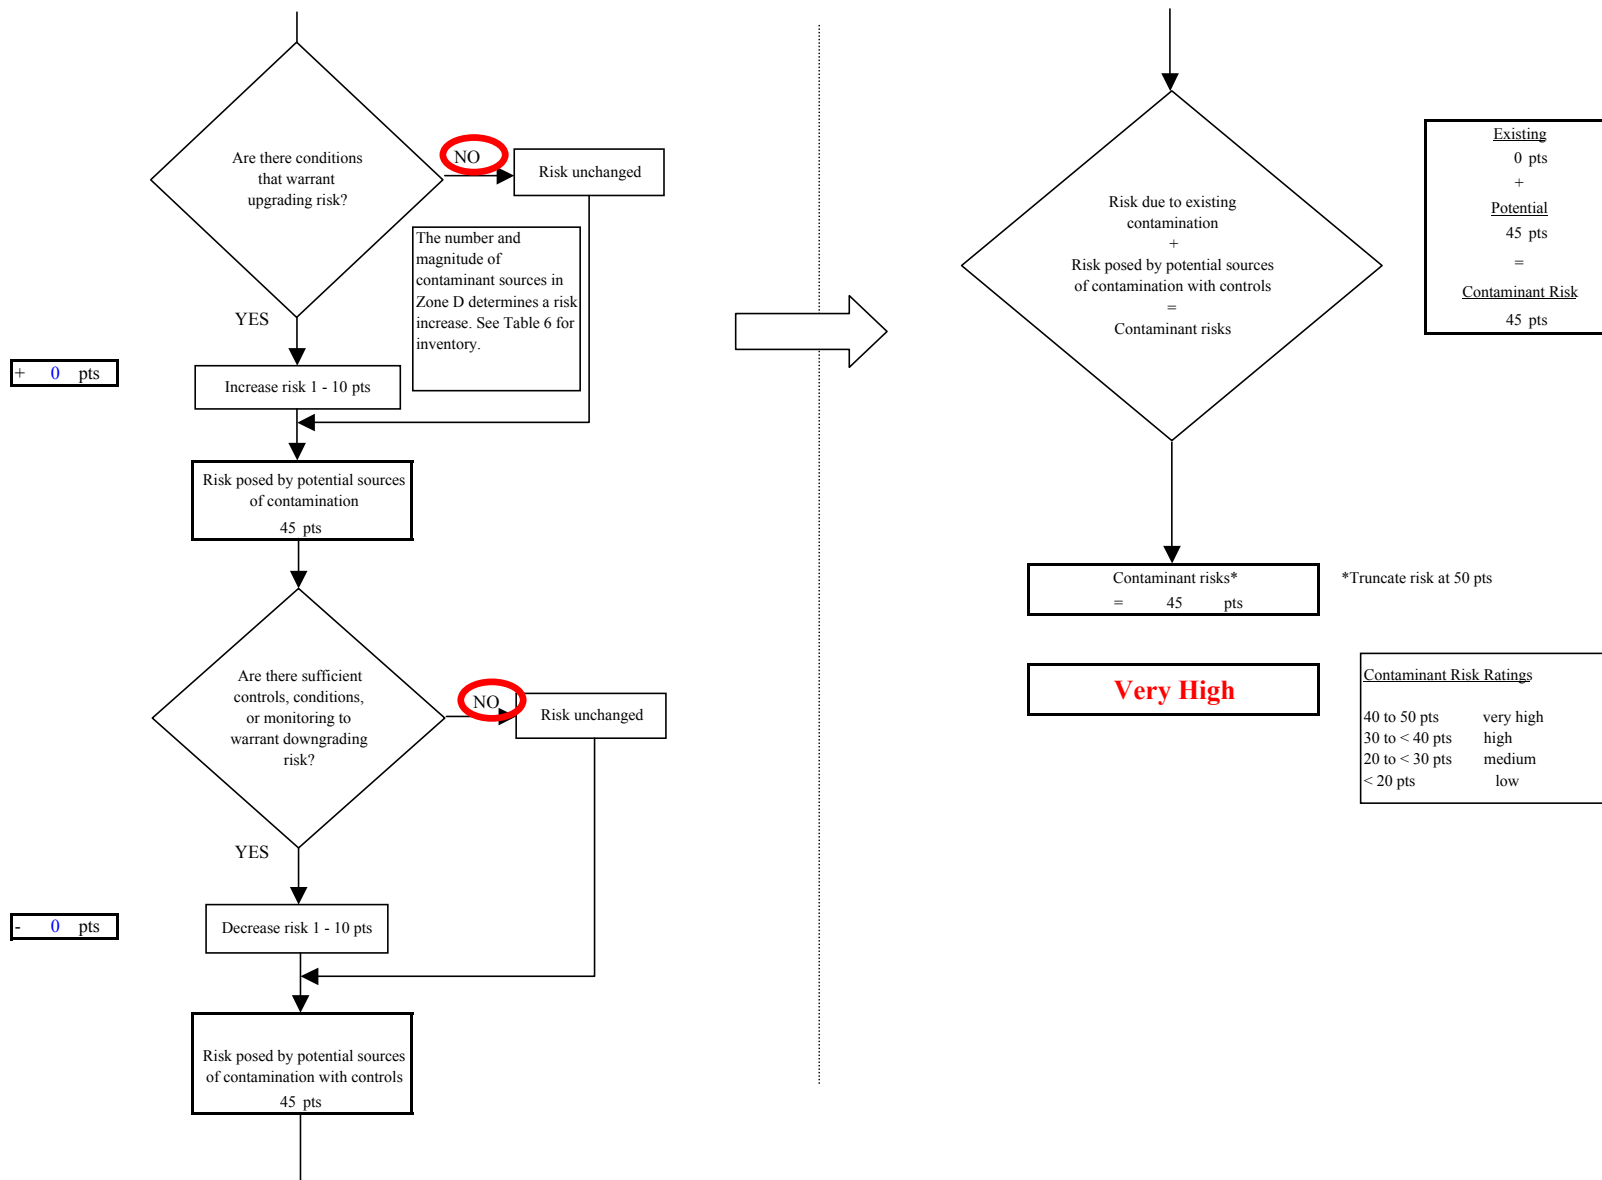 Are there conditions
that warrant
upgrading risk?
NO
Risk unchanged
The number and
magnitude of
contaminant sources in
Zone D determines a risk
increase. See Table 6 for
inventory.
YES
+ 0 pts
Increase risk 1 - 10 pts
Risk posed by potential sources
of contamination
45 pts
Are there sufficient
controls, conditions,
or monitoring to
warrant downgrading
risk?
NO
Risk unchanged
YES
- 0 pts
Decrease risk 1 - 10 pts
Risk posed by potential sources
of contamination with controls
45 pts
Risk due to existing
contamination
+
Risk posed by potential sources
of contamination with controls
=
Contaminant risks
Existing
0 pts
+
Potential
45 pts
=
Contaminant Risk
45 pts
Contaminant risks*
= 45 pts
*Truncate risk at 50 pts
Very High
Contaminant Risk Ratings
40 to 50 pts very high
30 to < 40 pts high
20 to < 30 pts medium
< 20 pts low